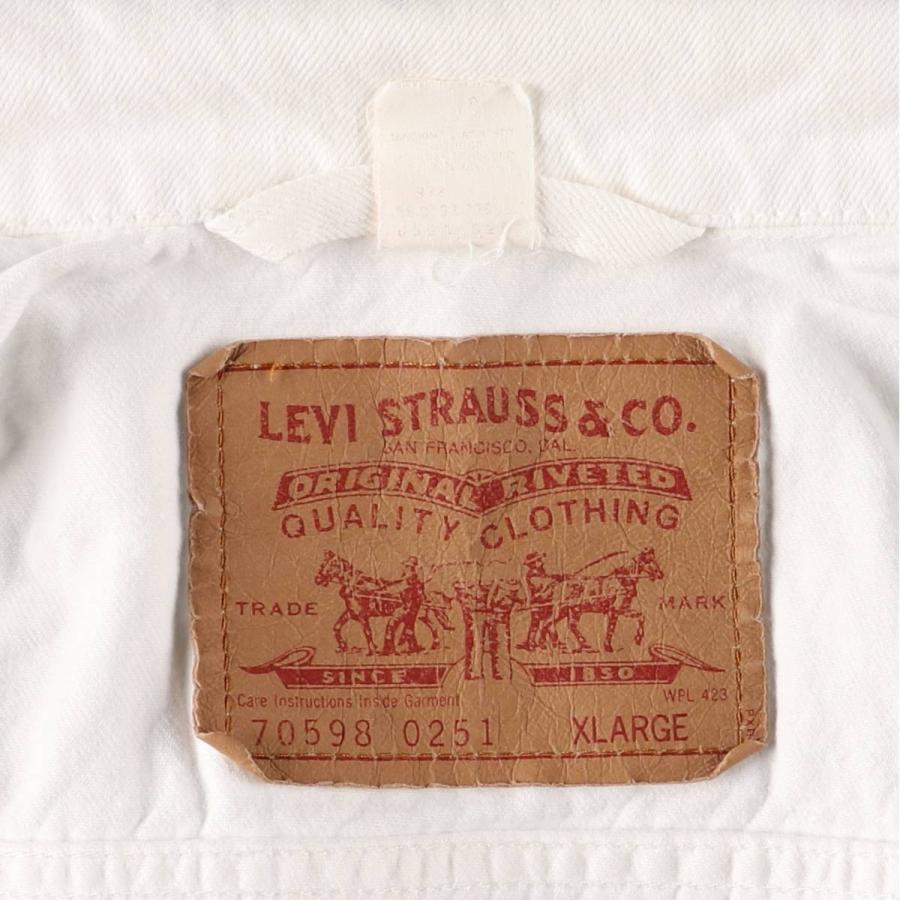 LEVI STRAUSS & CO.
SAN FRANCISCO, CAL.
ORIGINAL RIVETED
QUALITY CLOTHING
TRADE MARK
SINCE 1850
Care Instructions Inside Garment WPL 423
70598 0251 XLARGE